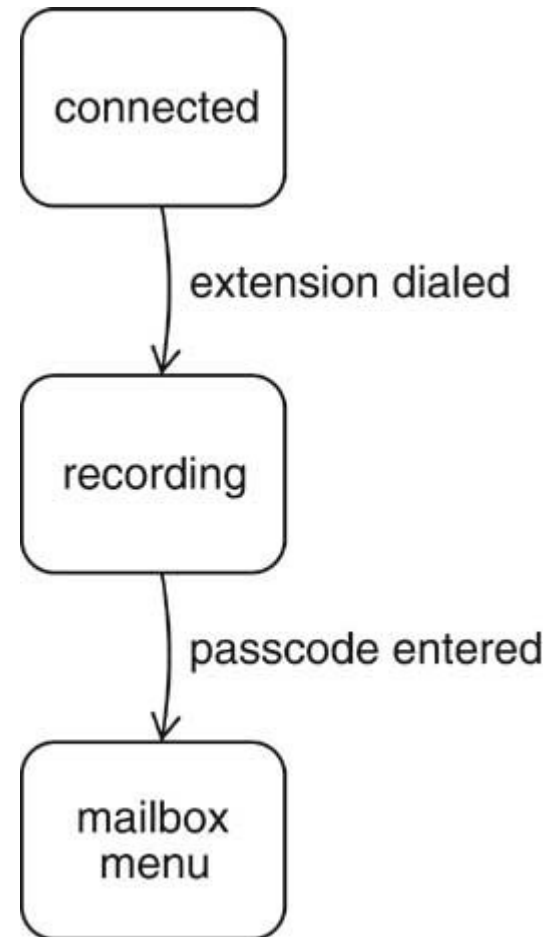 connected
extension dialed
recording
passcode entered
mailbox
menu